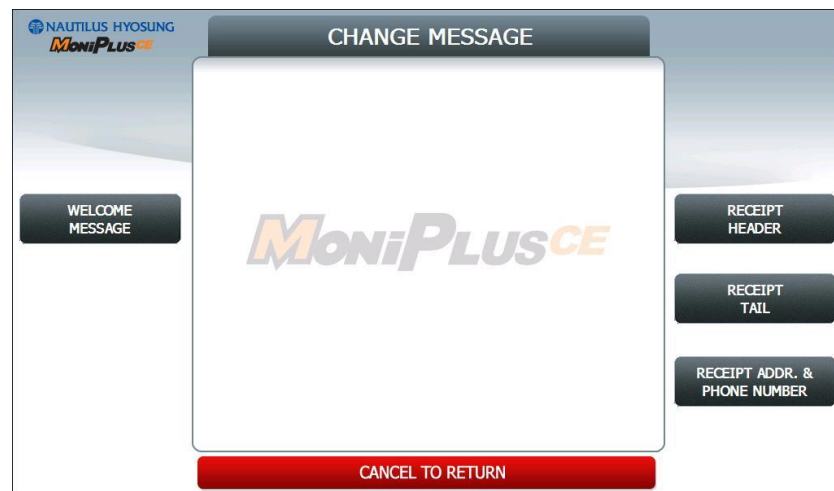 NAUTILUS HYOSUNG
MONiPLUSCE
CHANGE MESSAGE
WELCOME
MESSAGE
MONiPLUSCE
RECEIPT
HEADER
RECEIPT
TAIL
RECEIPT ADDR. &
PHONE NUMBER
CANCEL TO RETURN